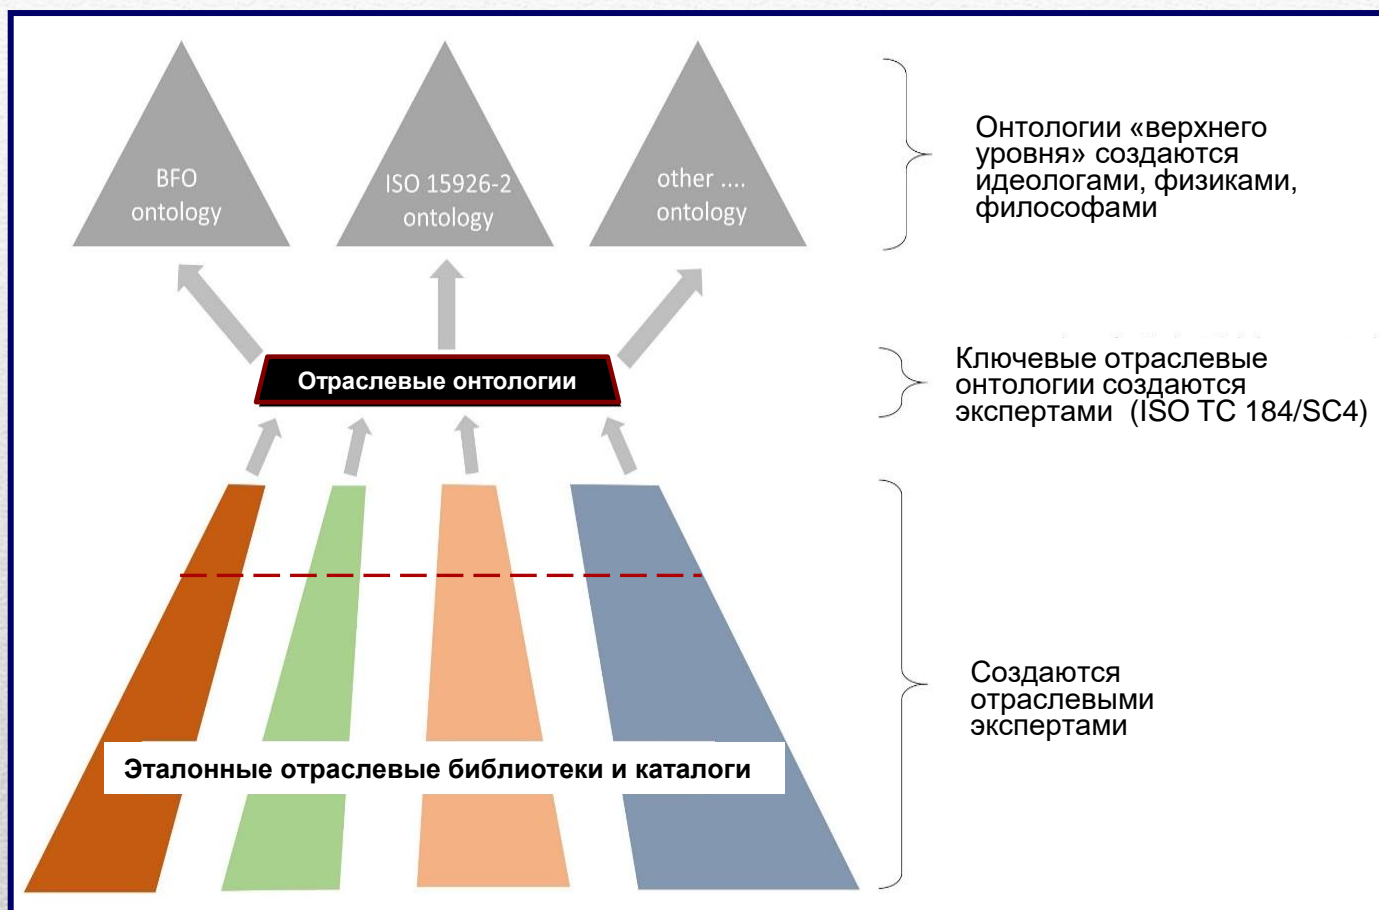 BFO
ontology
ISO 15926-2
ontology
other ....
ontology
Онтологии «верхнего
уровня» создаются
идеологами, физиками,
философами
Отраслевые онтологии
Ключевые отраслевые
онтологии создаются
экспертами (ISO TC 184/SC4)
Эталонные отраслевые библиотеки и каталоги
Создаются
отраслевыми
экспертами